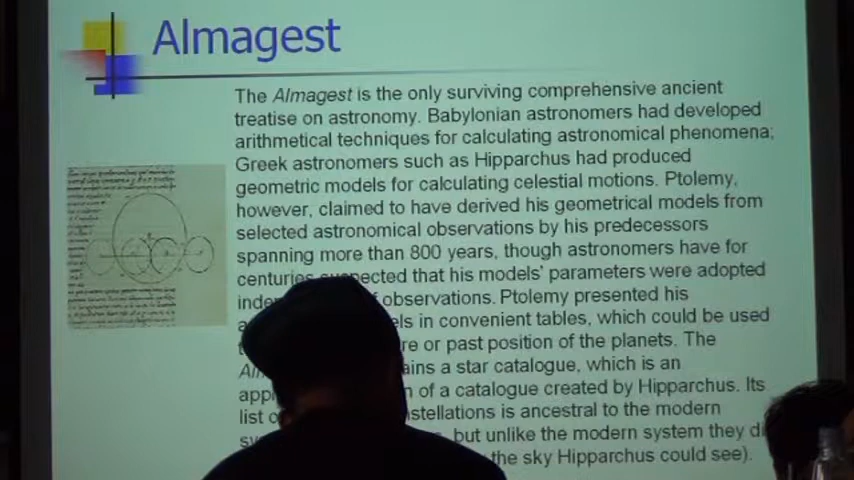 Almagest
The Almagest is the only surviving comprehensive ancient
treatise on astronomy. Babylonian astronomers had developed
arithmetical techniques for calculating astronomical phenomena;
Greek astronomers such as Hipparchus had produced
geometric models for calculating celestial motions. Ptolemy,
however, claimed to have derived his geometrical models from
selected astronomical observations by his predecessors
spanning more than 800 years, though astronomers have for
centuries suspected that his models' parameters were adopted
of observations. Ptolemy presented his
in convenient tables, which could be used
or past position of the planets. The
a star catalogue, which is an
of a catalogue created by Hipparchus. Its
list is ancestral to the modern
but unlike the modern system they
the sky Hipparchus could see).